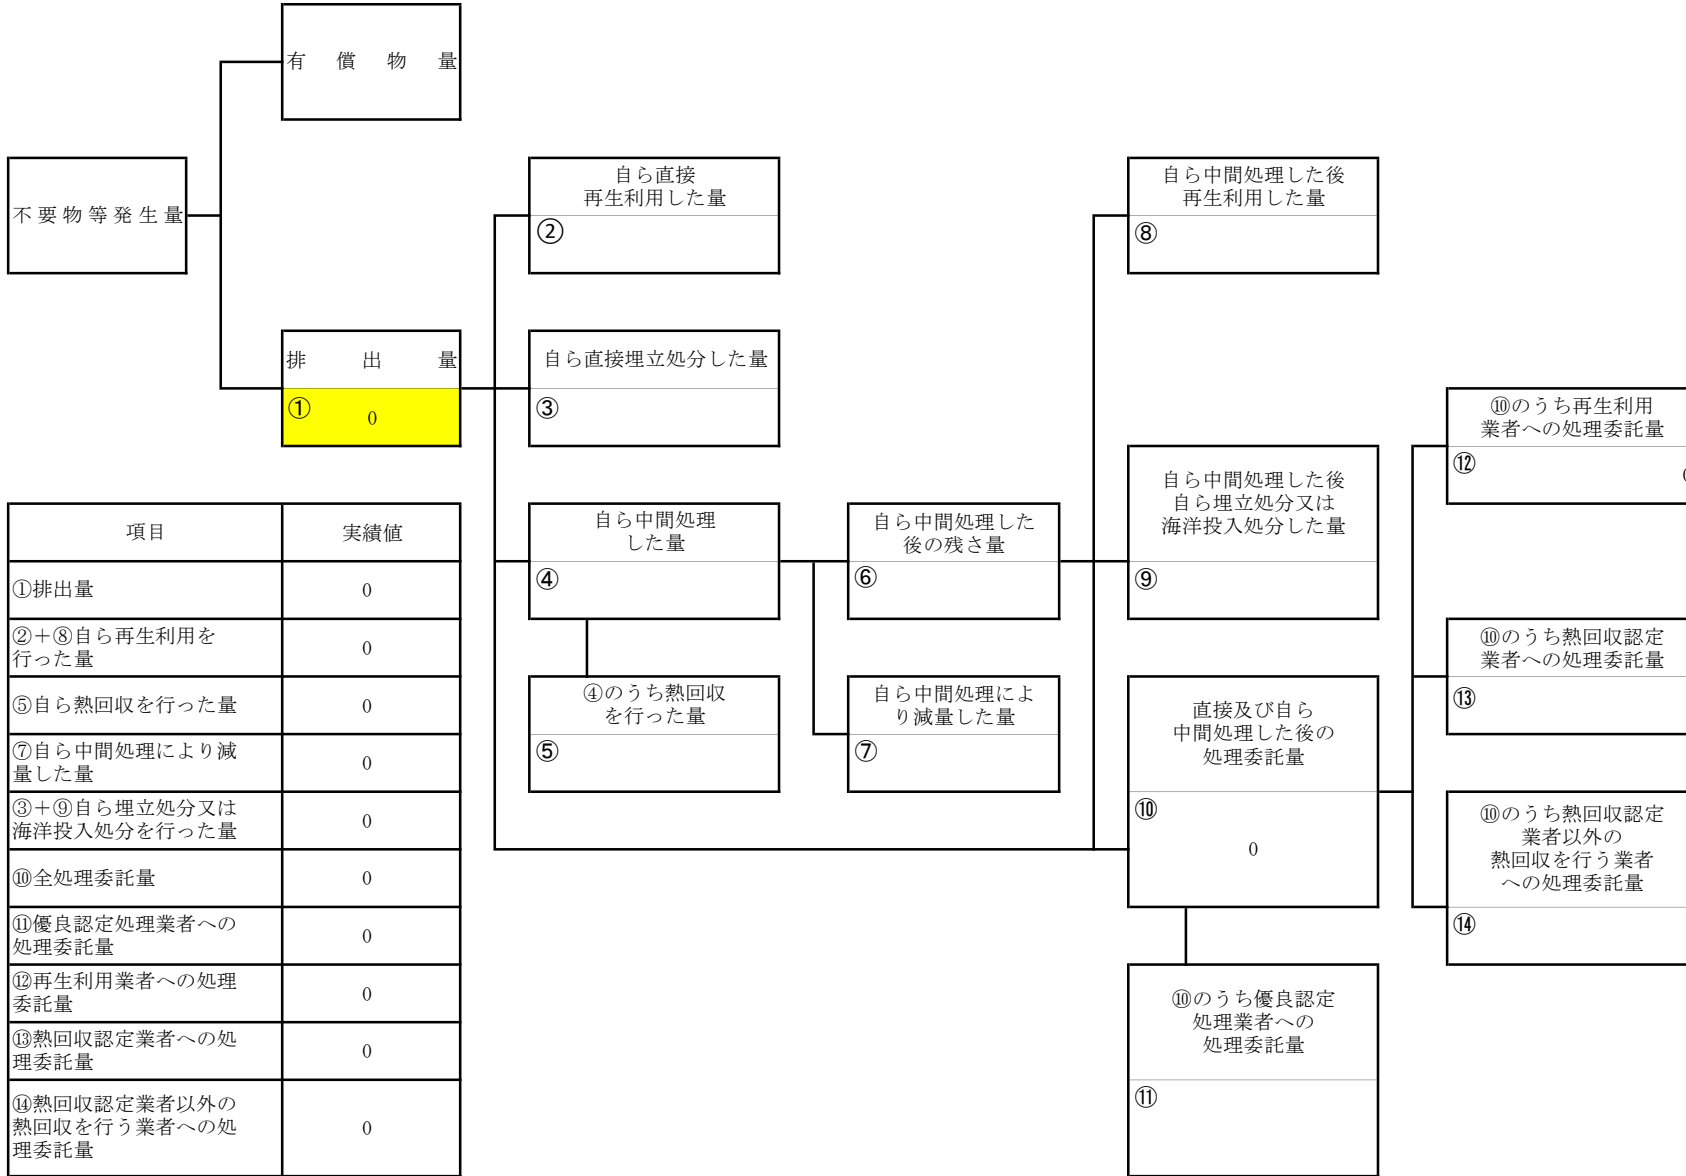 有償物量
不要物等発生量
自ら直接
再生利用した量
②
自ら中間処理した後
再生利用した量
⑧
排出量
① 0
自ら直接埋立処分した量
③
⑩のうち再生利用
業者への処理委託量
⑫
自ら中間処理
した量
④
自ら中間処理した
後の残さ量
⑥
自ら中間処理した後
自ら埋立処分又は
海洋投入処分した量
⑨
④のうち熱回収
を行った量
⑤
自ら中間処理によ
り減量した量
⑦
直接及び自ら
中間処理した後の
処理委託量
⑩
0
⑩のうち熱回収認定
業者への処理委託量
⑬
⑩のうち熱回収認定
業者以外の
熱回収を行う業者
への処理委託量
⑭
⑩のうち優良認定
処理業者への
処理委託量
⑪
項目 実績値
①排出量 0
②+⑧自ら再生利用を
行った量 0
⑤自ら熱回収を行った量 0
⑦自ら中間処理により減
量した量 0
③+⑨自ら埋立処分又は
海洋投入処分を行った量 0
⑩全処理委託量 0
⑪優良認定処理業者への
処理委託量 0
⑫再生利用業者への処理
委託量 0
⑬熱回収認定業者への処
理委託量 0
⑭熱回収認定業者以外の
熱回収を行う業者への処
理委託量 0